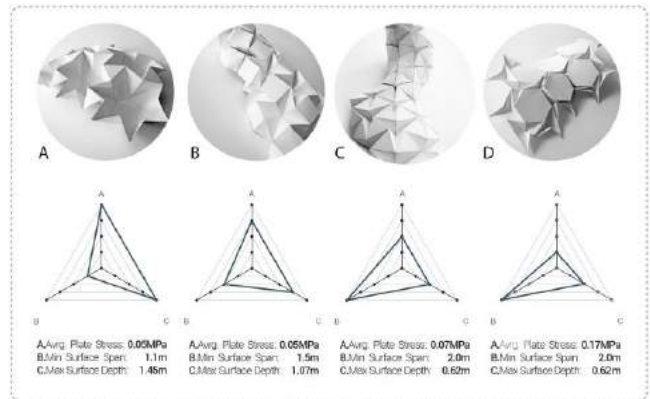 A
B
C
D
A
A
A
A
B
C
B
C
B
C
B
C
A.Avrg. Plate Stress: 0.05MPa
B.Min Surface Span: 1.1m
C.Max Surface Depth: 1.45m
A.Avrg. Plate Stress: 0.05MPa
B.Min Surface Span: 1.5m
C.Max Surface Depth: 1.07m
A.Avrg. Plate Stress: 0.07MPa
B.Min Surface Span: 2.0m
C.Max Surface Depth: 0.62m
A.Avrg. Plate Stress: 0.17MPa
B.Min Surface Span: 2.0m
C.Max Surface Depth: 0.62m